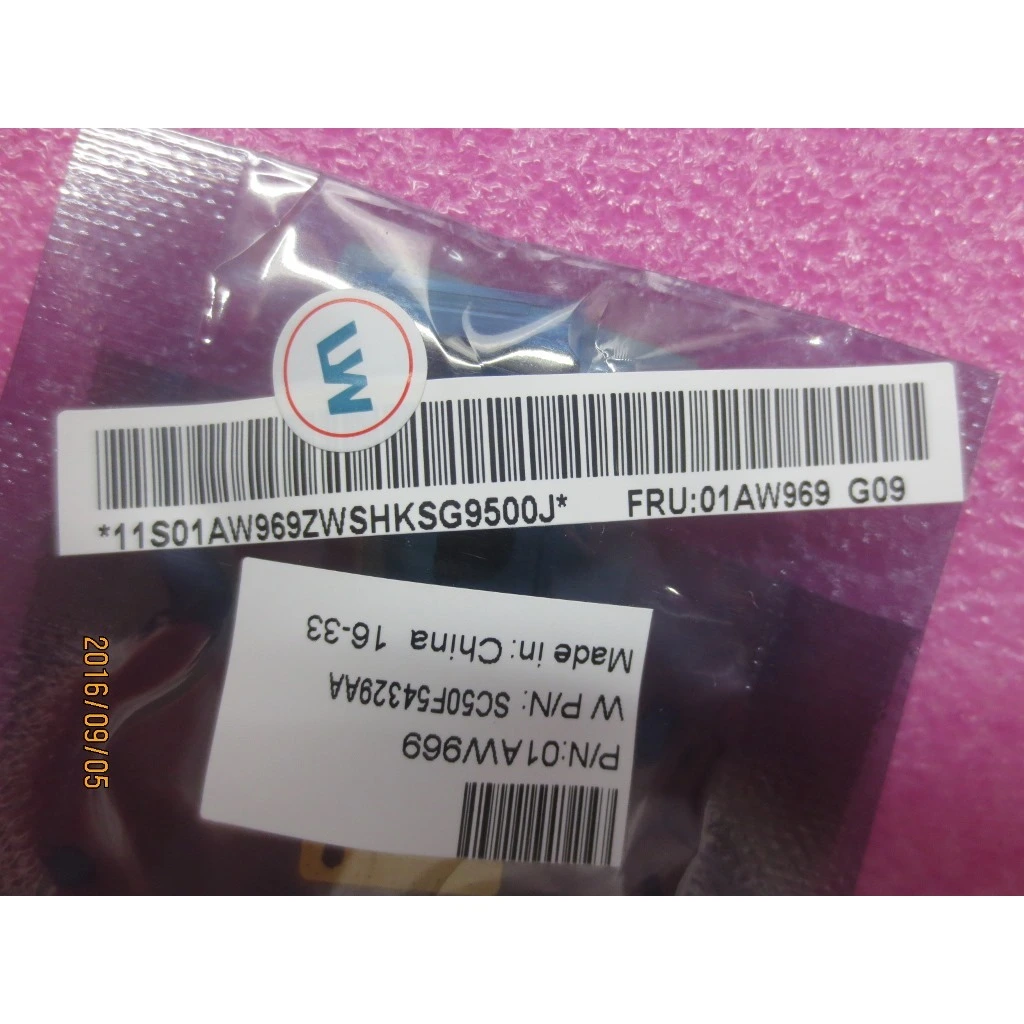 *11S01AW969ZWSHKSG9500J* FRU:01AW969 G09
P/N:01AW969
W P/N: SC50F54329AA
Made in: China 16-33
2016/09/05